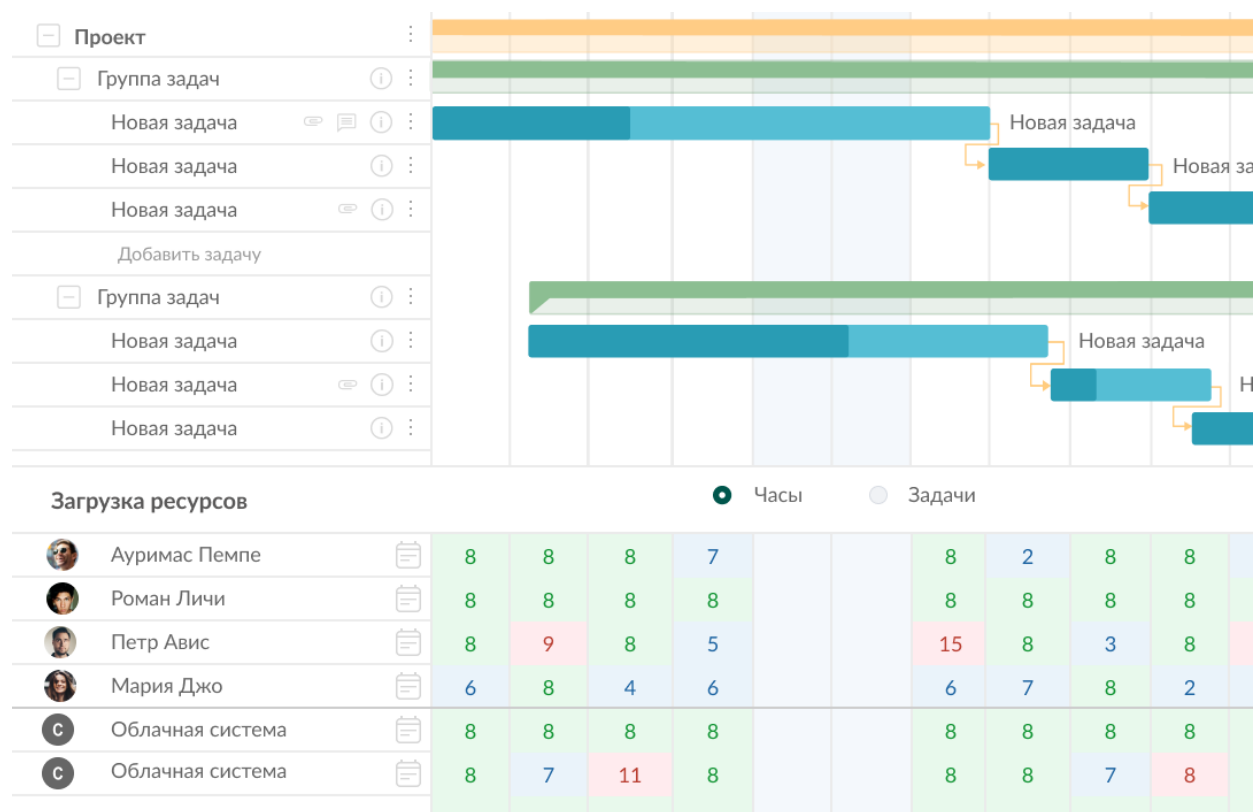 Проект
Группа задач
Новая задача
Новая задача
Новая задача
Новая за
Новая задача
Добавить задачу
Группа задач
Новая задача
Новая задача
Новая задача
Н
Новая задача
Загрузка ресурсов
Часы
Задачи
Ауримас Пемпе 8 8 8 7 8 2 8 8
Роман Личи 8 8 8 8 8 8 8 8
Петр Авис 8 9 8 5 15 8 3 8
Мария Джо 6 8 4 6 6 7 8 2
С Облачная система 8 8 8 8 8 8 8 8
С Облачная система 8 7 11 8 8 8 7 8